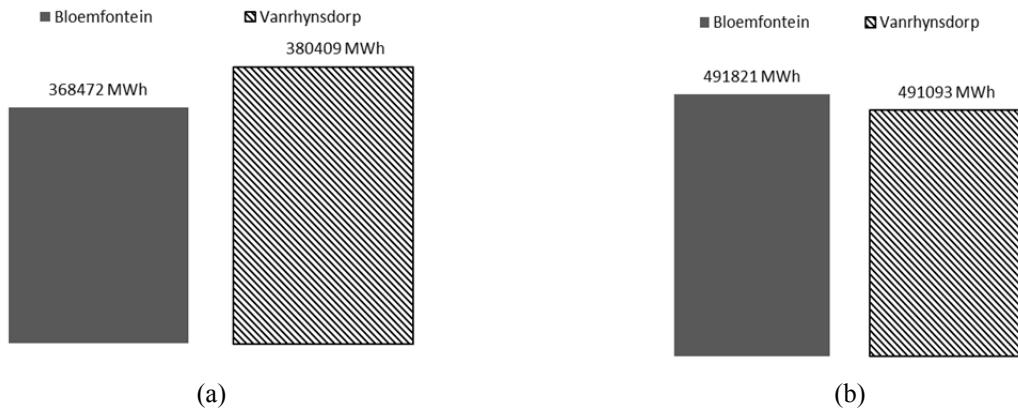 Bloemfontein
Vanrhynsdorp
380409 MWh
368472 MWh
(a)
Bloemfontein
Vanrhynsdorp
491821 MWh
491093 MWh
(b)